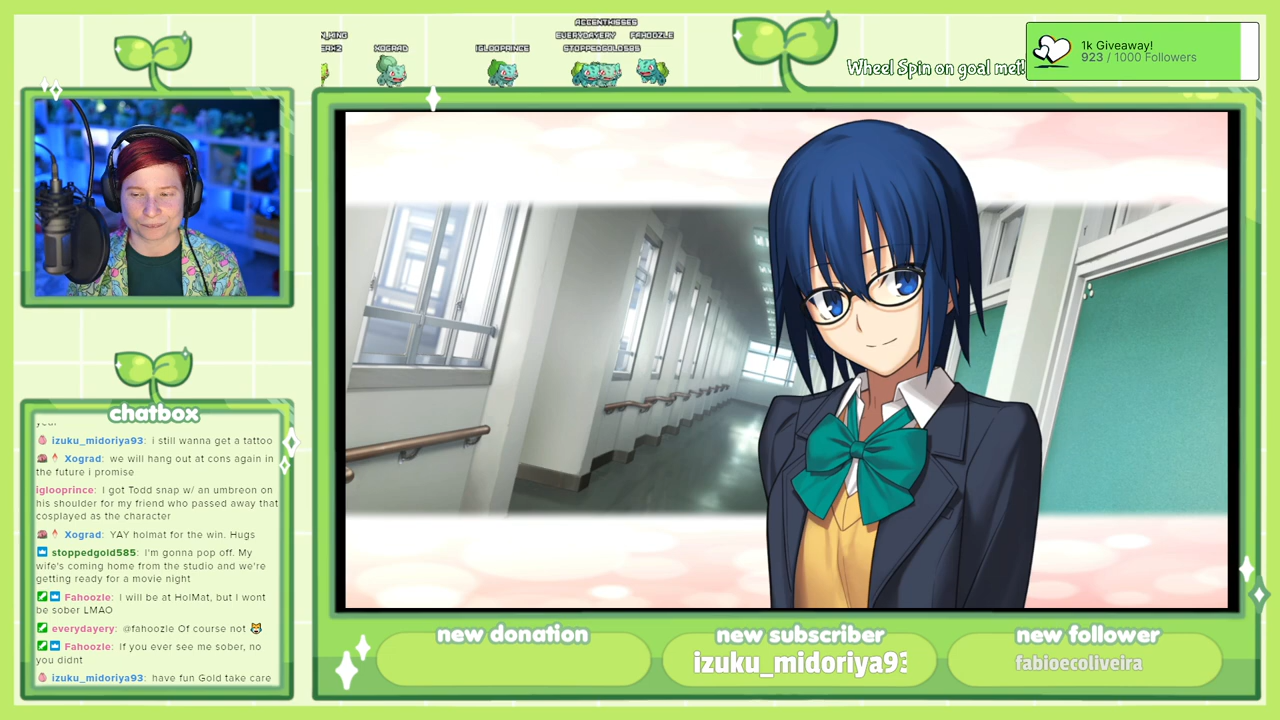 ACCENTKISSES
EVERYDAYERY FAHOOZLE
XOGRAD IGLOOPRINCE STOPPEDGOLD585
Wheel Spin on goal met!
1k Giveaway!
923 / 1000 Followers
chatbox
izuku_midoriya93: i still wanna get a tattoo
Xograd: we will hang out at cons again in
the future i promise
iglooprince: I got Todd snap w/ an umbreon on
his shoulder for my friend who passed away that
cosplayed as the character
Xograd: YAY holmat for the win. Hugs
stoppedgold585: I'm gonna pop off. My
wife's coming home from the studio and we're
getting ready for a movie night
Fahoozle: I will be at HolMat, but I wont
be sober LMAO
everydayery: @fahoozle Of course not
Fahoozle: If you ever see me sober, no
you didnt
izuku_midoriya93: have fun Gold take care
new donation
new subscriber
izuku_midoriya93
new follower
fabioecoliveira